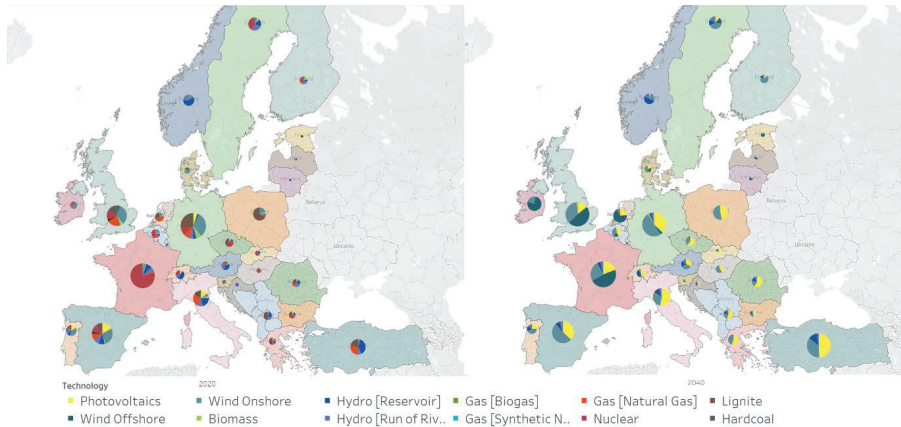 Belarus
Ukraine
Belarus
Ukraine
Technology
2020
2040
Photovoltaics
Wind Onshore
Hydro [Reservoir]
Gas [Biogas]
Gas [Natural Gas]
Lignite
Wind Offshore
Biomass
Hydro [Run of Riv..
Gas [Synthetic N..
Nuclear
Hardcoal